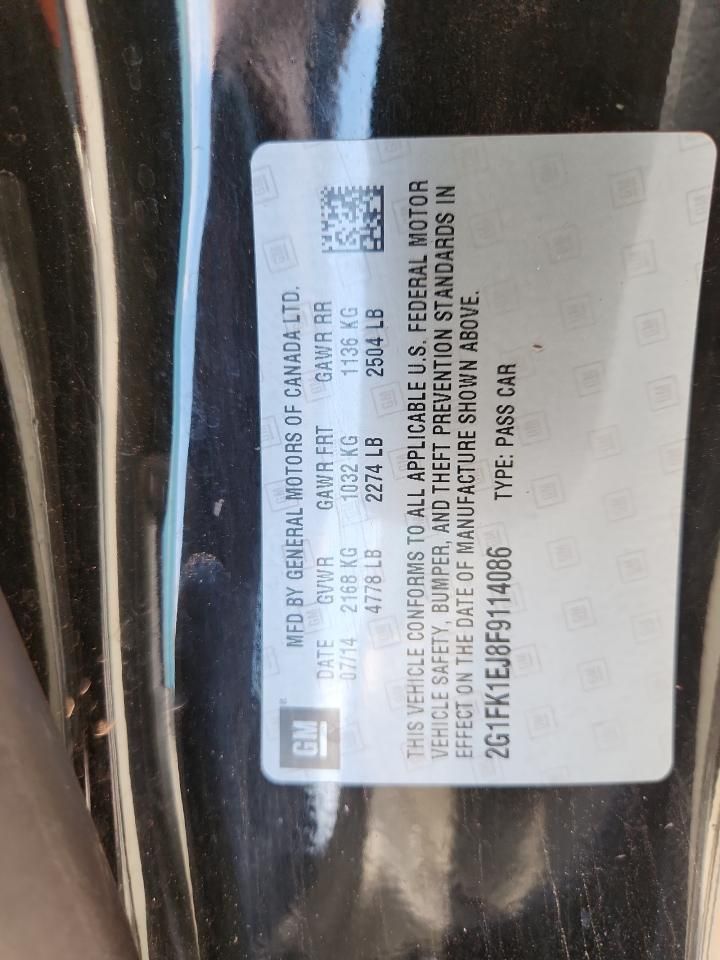 GM
MFD BY GENERAL MOTORS OF CANADA LTD.
DATE GVWR GAWR FRT GAWR RR
07/14 2168 KG 1032 KG 1136 KG
4778 LB 2274 LB 2504 LB
THIS VEHICLE CONFORMS TO ALL APPLICABLE U.S. FEDERAL MOTOR
VEHICLE SAFETY, BUMPER, AND THEFT PREVENTION STANDARDS IN
EFFECT ON THE DATE OF MANUFACTURE SHOWN ABOVE.
2G1FK1EJ8F9114086 TYPE: PASS CAR